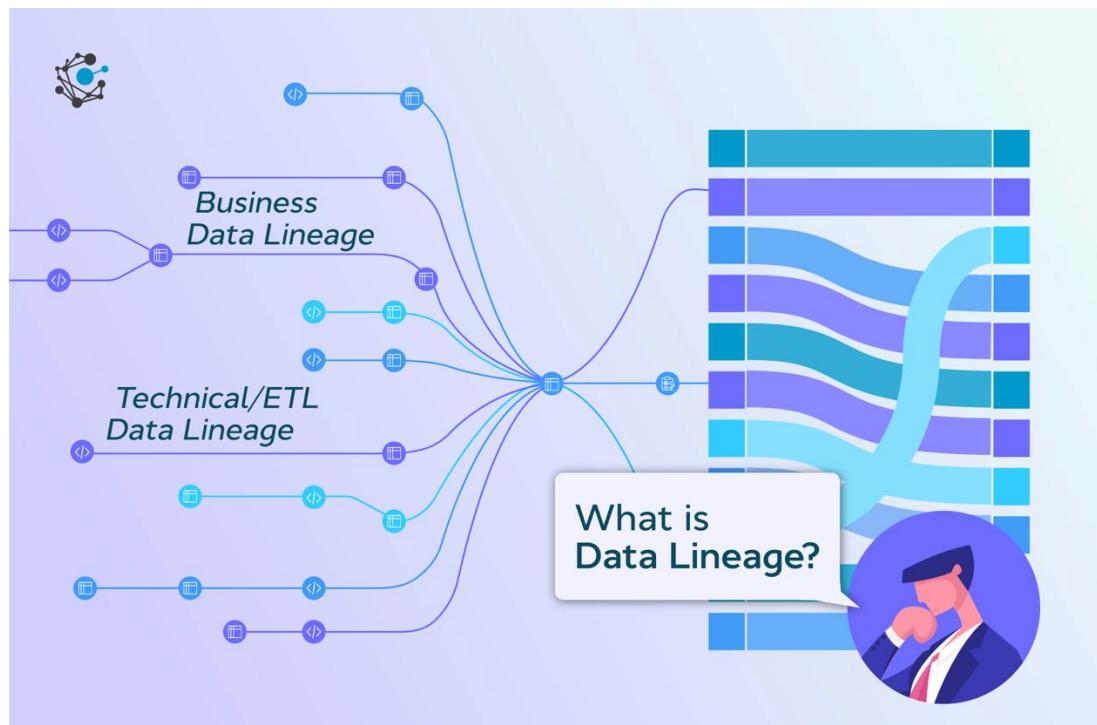 Business
Data Lineage
Technical/ETL
Data Lineage
What is
Data Lineage?